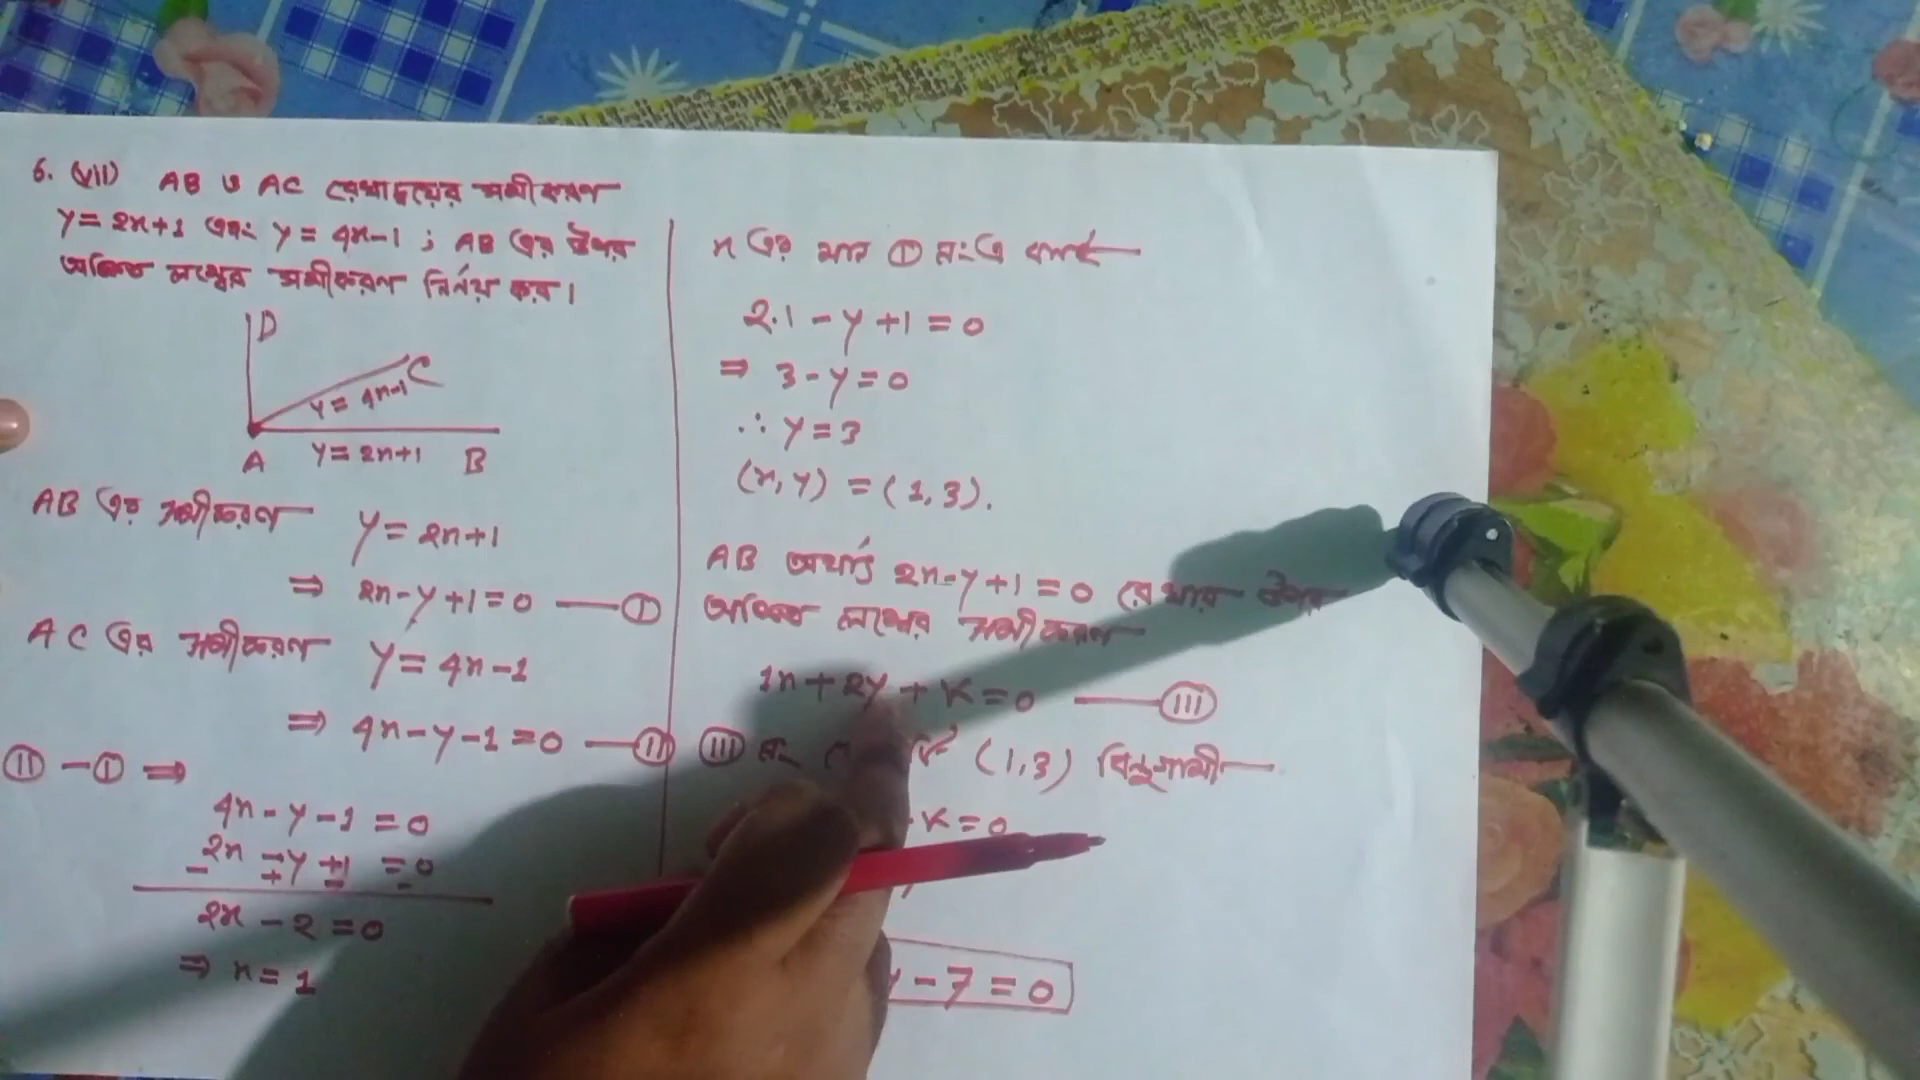 6. (VII) AB ও AC রেখাদ্বয়ের সমীকরণ
y = 2x+1 এবং y = 4x-1 ; AB এর উপর
অঙ্কিত লম্বের সমীকরণ নির্ণয় কর।
D
C
y = 4x-1
A y = 2x+1 B
AB এর সমীকরণ y = 2x+1
⇒ 2x-y+1=0 — (I)
AC এর সমীকরণ y = 4x-1
⇒ 4x-y-1=0 — (II)
(II) - (I) ⇒
4x-y-1=0
2x-y+1=0
- + - -
2x-2=0
⇒ x=1
x এর মান (I) নং এ
2.1-y+1=0
⇒ 3-y=0
∴ y=3
(x,y) = (1,3).
AB অর্থাৎ 2x-y+1=0 রেখার উপর
অঙ্কিত লম্বের সমীকরণ
1x+2y+K=0 — (III)
(III) নং (1,3) বিন্দুগামী
K=0
-7=0